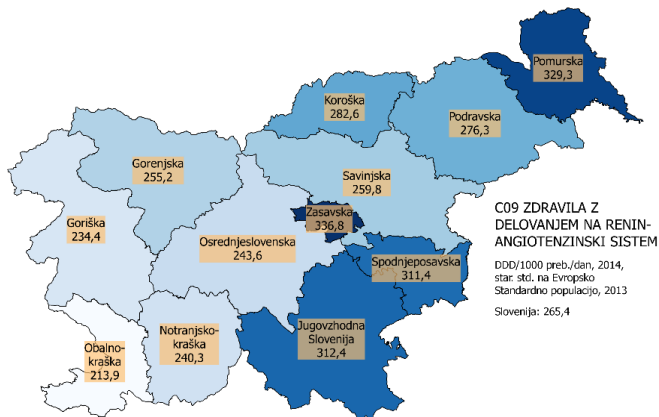 Pomurska
329,3
Koroška
282,6
Podravska
276,3
Gorenjska
255,2
Savinjska
259,8
Zasavska
336,8
Goriška
234,4
Osrednjeslovenska
243,6
Spodnjeposavska
311,4
Jugovzhodna
Slovenija
312,4
Notranjsko-
kraška
240,3
Obalno-
kraška
213,9
C09 ZDRAVILA Z
DELOVANJEM NA RENIN-
ANGIOTENZINSKI SISTEM
DDD/1000 preb./dan, 2014,
star. std. na Evropsko
Standardno populacijo, 2013
Slovenija: 265,4